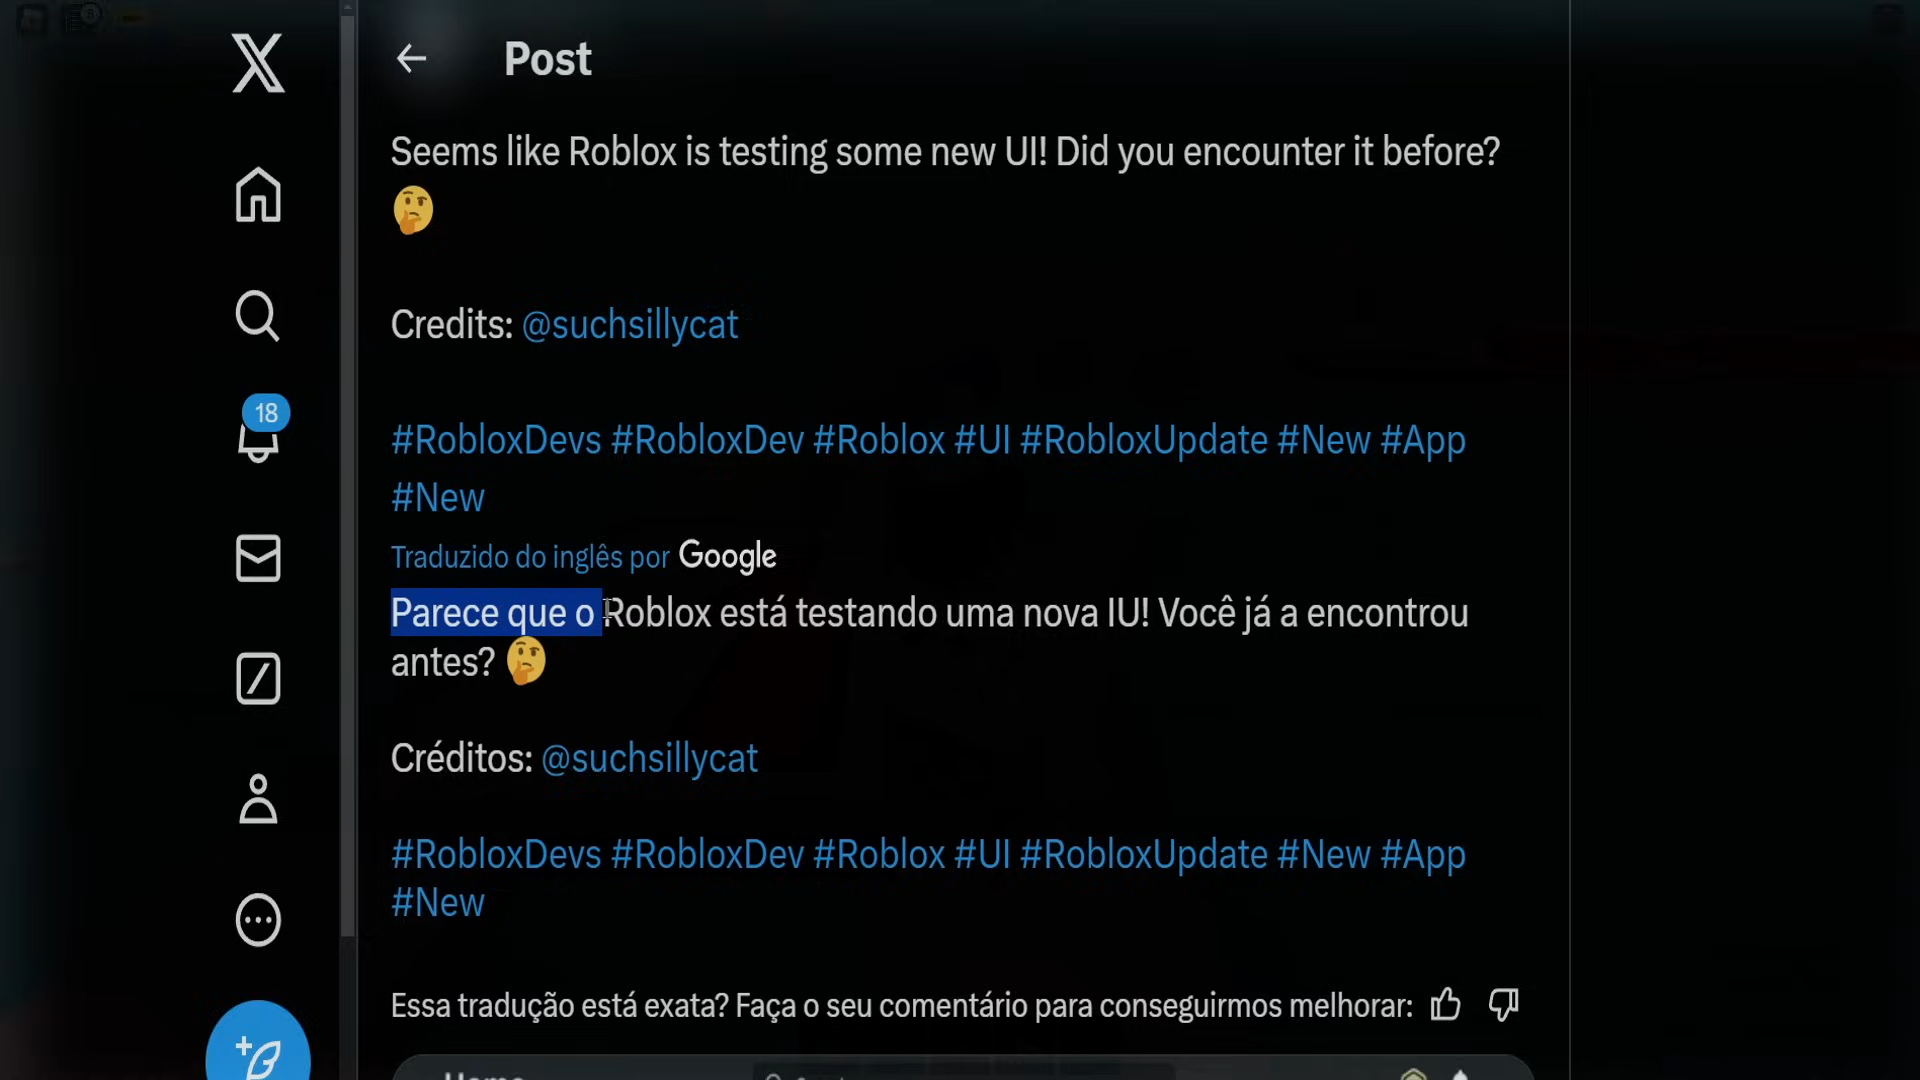 Post
Seems like Roblox is testing some new UI! Did you encounter it before?
🤔
Credits: @suchsillycat
#RobloxDevs #RobloxDev #Roblox #UI #RobloxUpdate #New #App
#New
18
Traduzido do inglês por Google
Parece que o Roblox está testando uma nova IU! Você já a encontrou
antes? 🤔
Créditos: @suchsillycat
#RobloxDevs #RobloxDev #Roblox #UI #RobloxUpdate #New #App
#New
Essa tradução está exata? Faça o seu comentário para conseguirmos melhorar: